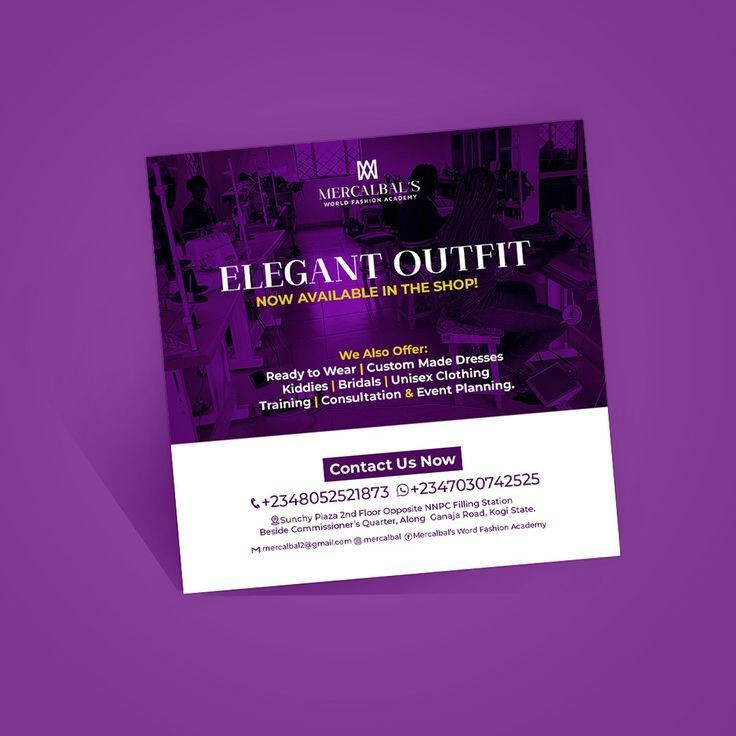 MERCALBAL'S
WORLD FASHION ACADEMY
ELEGANT OUTFIT
NOW AVAILABLE IN THE SHOP!
We Also Offer:
Ready to Wear | Custom Made Dresses
Kiddies | Bridals | Unisex Clothing
Training | Consultation & Event Planning.
Contact Us Now
+2348052521873 +2347030742525
Sunchy Plaza 2nd Floor Opposite NNPC Filling Station
Beside Commissioner's Quarter, Along Ganaja Road, Kogi State.
mercalbal2@gmail.com mercalbal Mercalbal's Word Fashion Academy